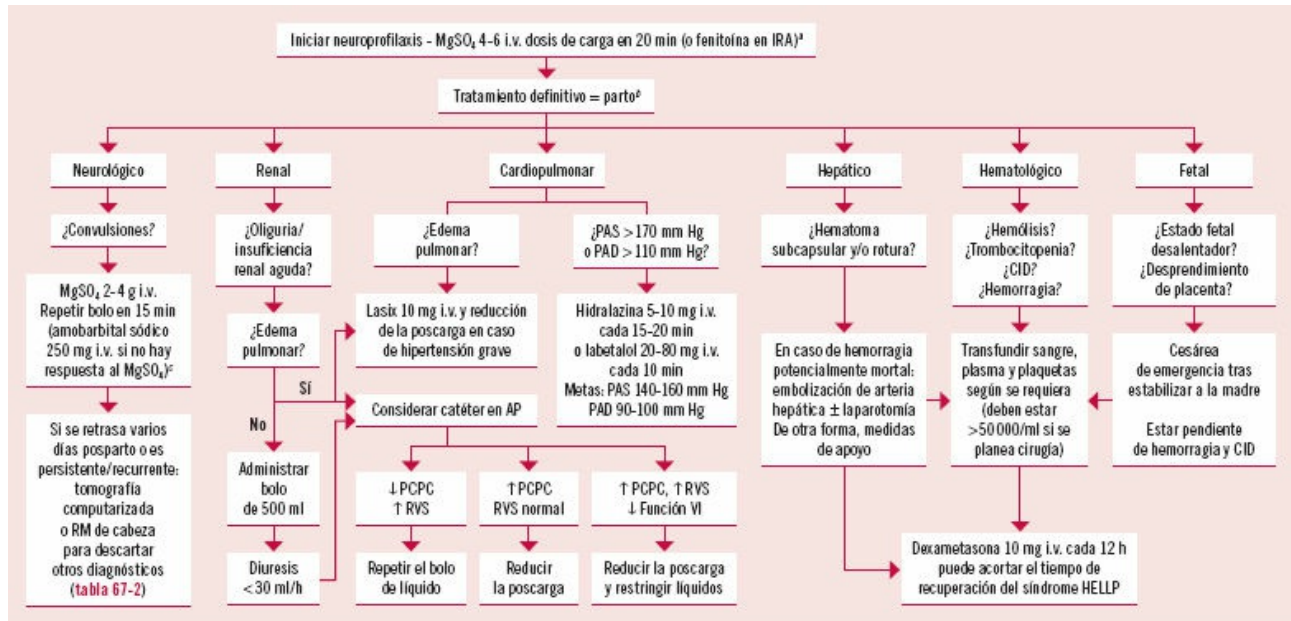 Iniciar neuroprofilaxis - MgSO₄ 4-6 i.v. dosis de carga en 20 min (o fenitoína en IRA)ᵃ
Tratamiento definitivo = partoᵇ
Neurológico
¿Convulsiones?
MgSO₄ 2-4 g i.v.
Repetir bolo en 15 min
(amobarbital sódico
250 mg i.v. si no hay
respuesta al MgSO₄)ᶜ
Si se retrasa varios
días posparto o es
persistente/recurrente:
tomografía
computarizada
o RM de cabeza
para descartar
otros diagnósticos
(tabla 67-2)
Renal
¿Oliguria/
insuficiencia
renal aguda?
¿Edema
pulmonar?
Sí
No
Administrar
bolo
de 500 ml
Diuresis
<30 ml/h
Cardiopulmonar
¿Edema
pulmonar?
Lasix 10 mg i.v. y reducción
de la poscarga en caso
de hipertensión grave
¿PAS >170 mm Hg
o PAD >110 mm Hg?
Hidralazina 5-10 mg i.v.
cada 15-20 min
o labetalol 20-80 mg i.v.
cada 10 min
Metas: PAS 140-160 mm Hg
PAD 90-100 mm Hg
Considerar catéter en AP
↓PCPC
↑RVS
Repetir el bolo
de líquido
↑PCPC
RVS normal
Reducir
la poscarga
↑PCPC, ↑RVS
↓Función VI
Reducir la poscarga
y restringir líquidos
Hepático
¿Hematoma
subcapsular y/o rotura?
En caso de hemorragia
potencialmente mortal:
embolización de arteria
hepática ± laparotomía
De otra forma, medidas
de apoyo
Hematológico
¿Hemólisis?
¿Trombocitopenia?
¿CID?
¿Hemorragia?
Transfundir sangre,
plasma y plaquetas
según se requiera
(deben estar
>50 000/ml si se
planea cirugía)
Fetal
¿Estado fetal
desalentador?
¿Desprendimiento
de placenta?
Cesárea
de emergencia tras
estabilizar a la madre
Estar pendiente
de hemorragia y CID
Dexametasona 10 mg i.v. cada 12 h
puede acortar el tiempo de
recuperación del síndrome HELLP